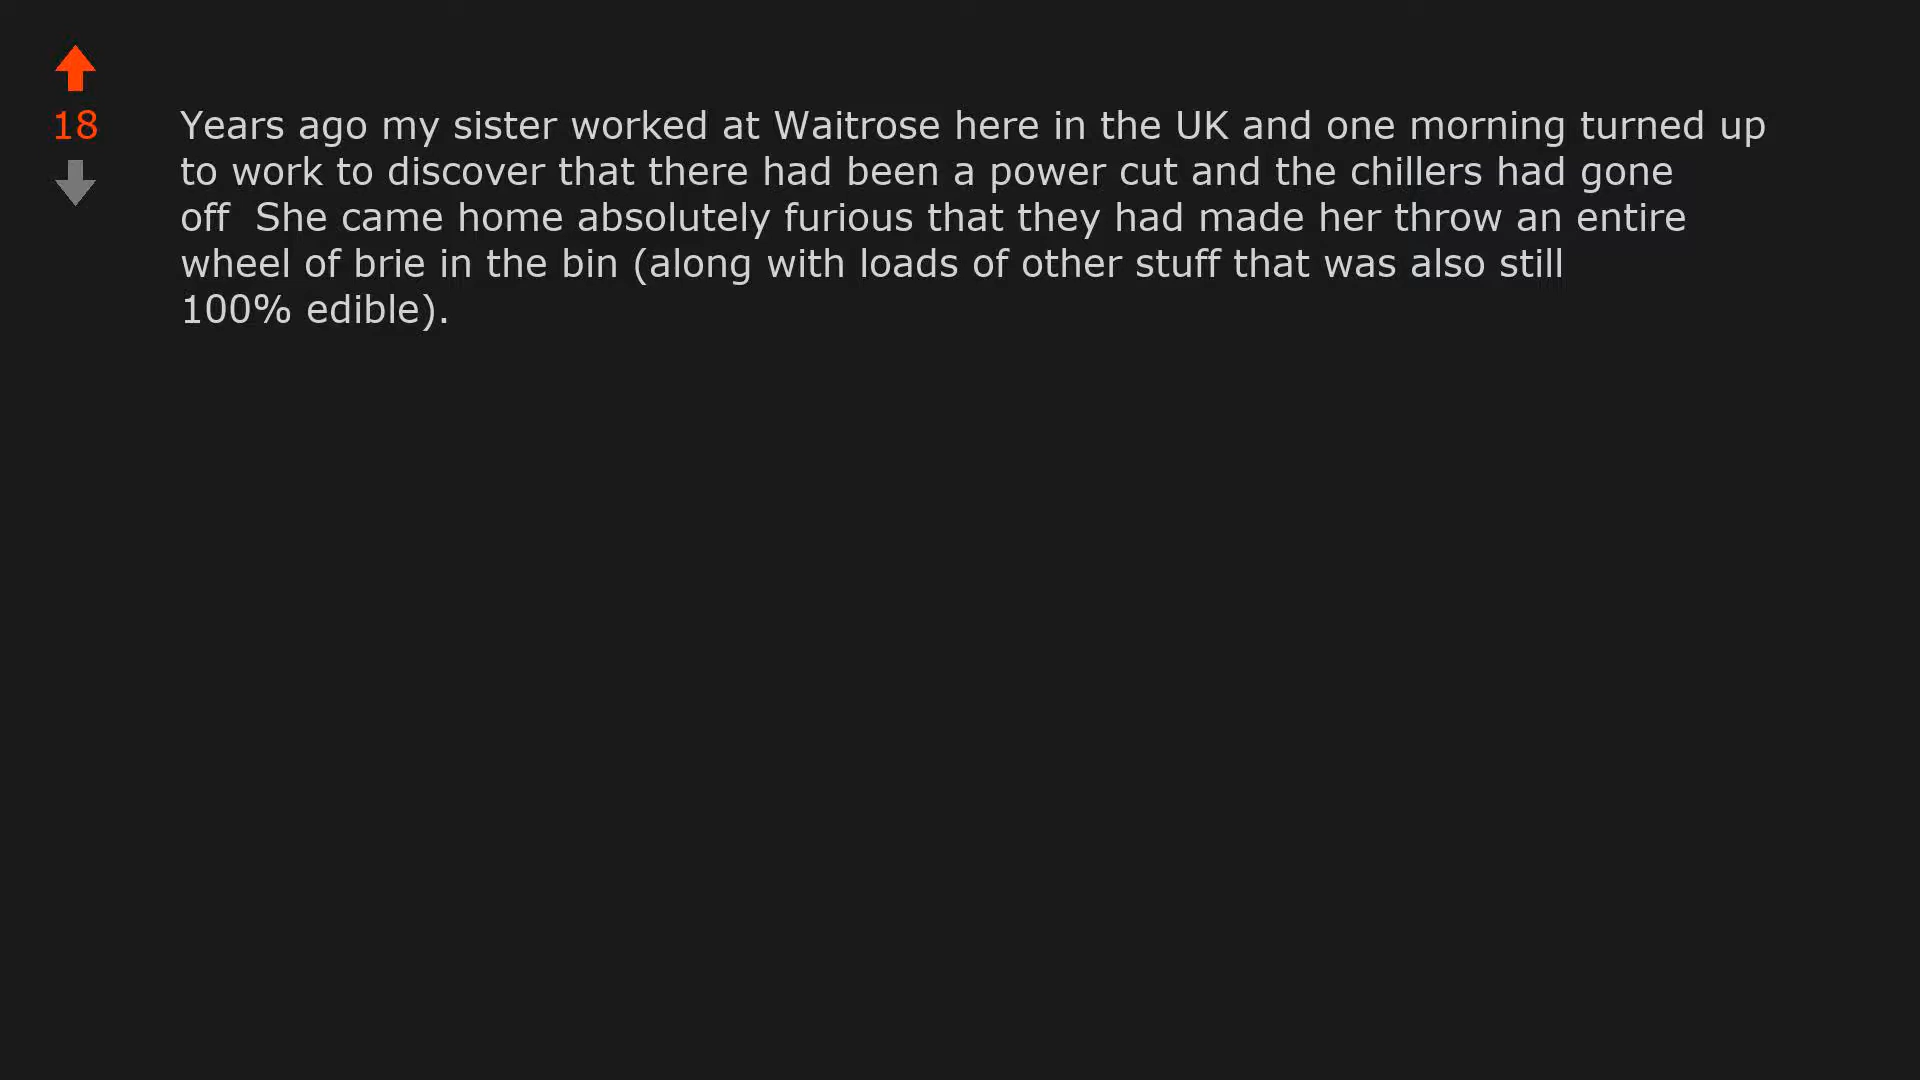 18
Years ago my sister worked at Waitrose here in the UK and one morning turned up
to work to discover that there had been a power cut and the chillers had gone
off  She came home absolutely furious that they had made her throw an entire
wheel of brie in the bin (along with loads of other stuff that was also still
100% edible).